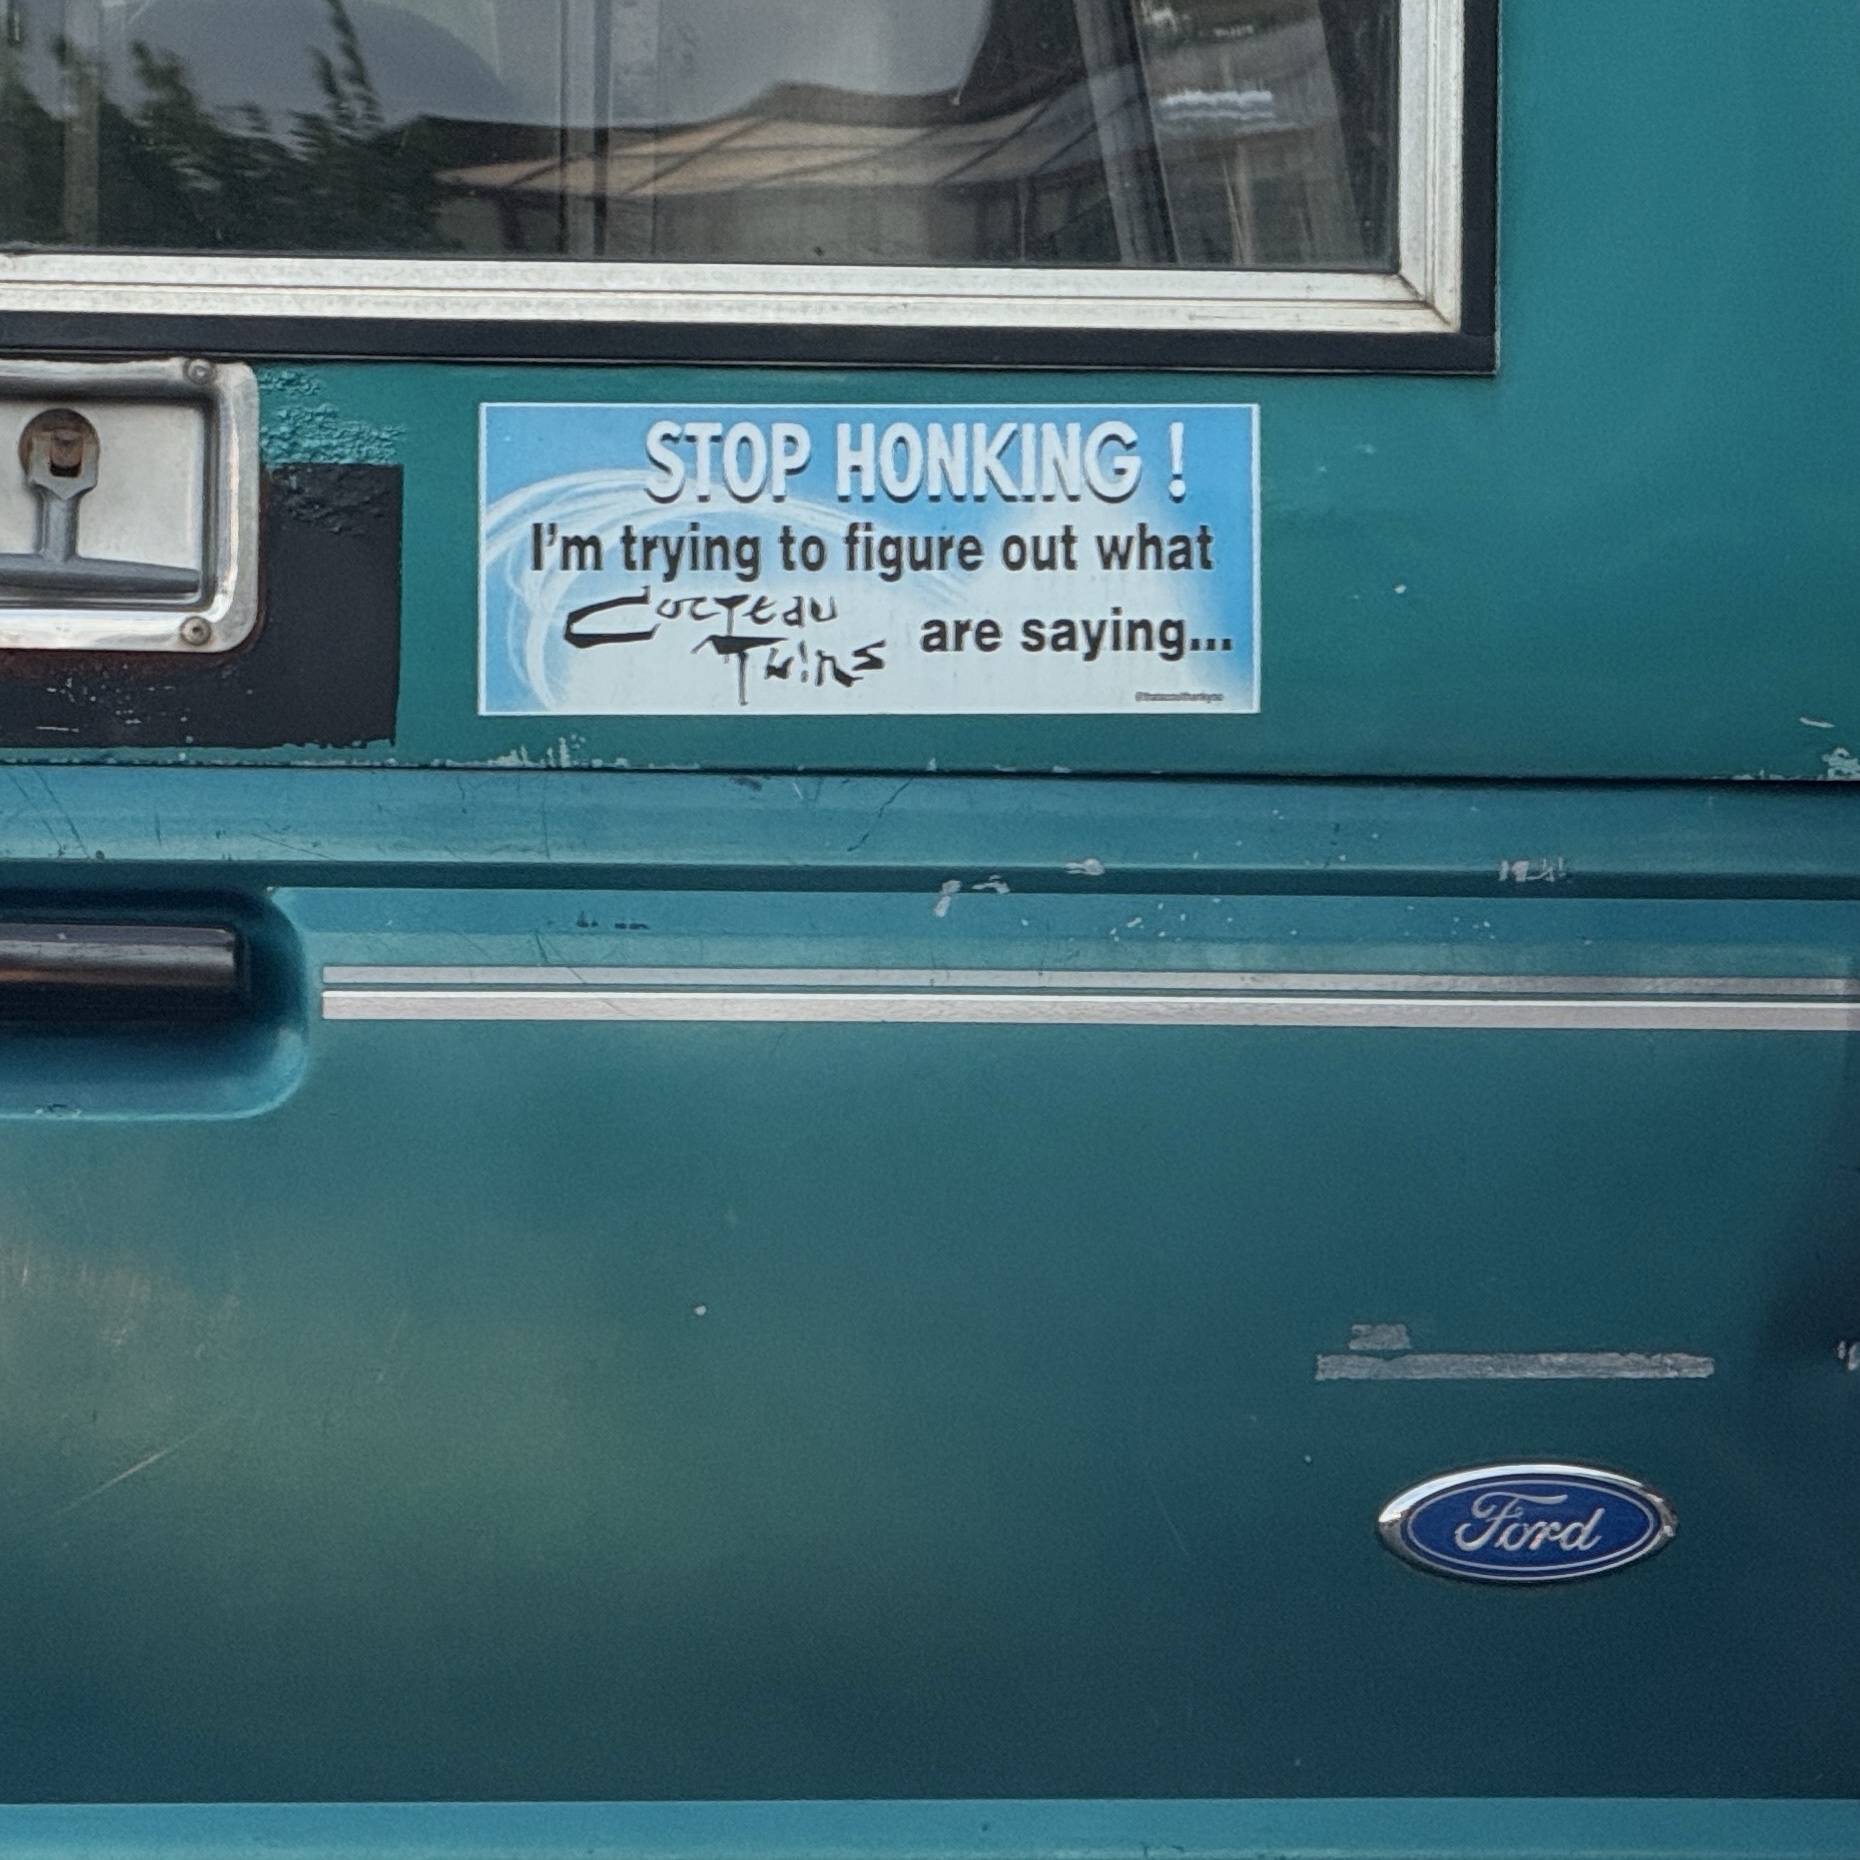 STOP HONKING !
I'm trying to figure out what
Cocteau
Twins are saying...
Ford